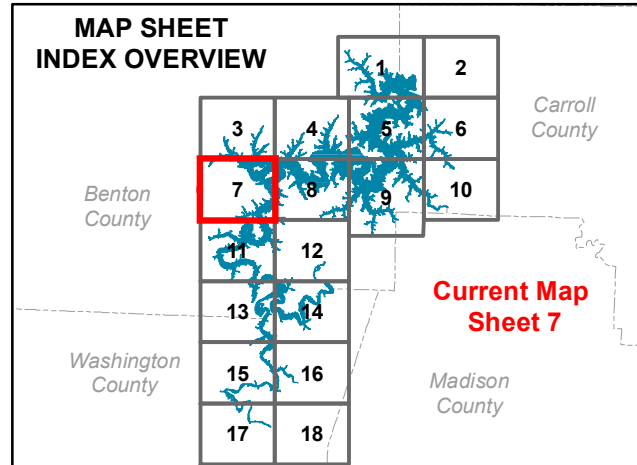 MAP SHEET
INDEX OVERVIEW
1
2
Carroll
County
3
4
5
6
Benton
County
7
8
9
10
11
12
Current Map
Sheet 7
13
14
Washington
County
15
16
Madison
County
17
18